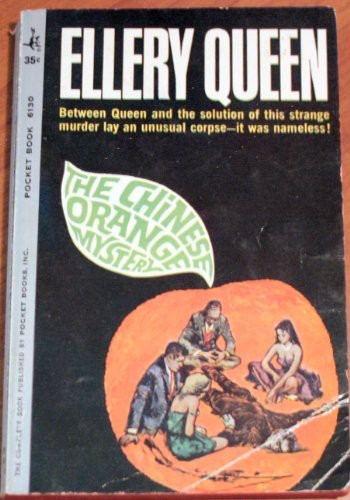 35¢
ELLERY QUEEN
Between Queen and the solution of this strange
murder lay an unusual corpse—it was nameless!
THE CHINESE
ORANGE
MYSTERY
POCKET BOOK 6130
THE COMPLETE BOOK PUBLISHED BY POCKET BOOKS, INC.